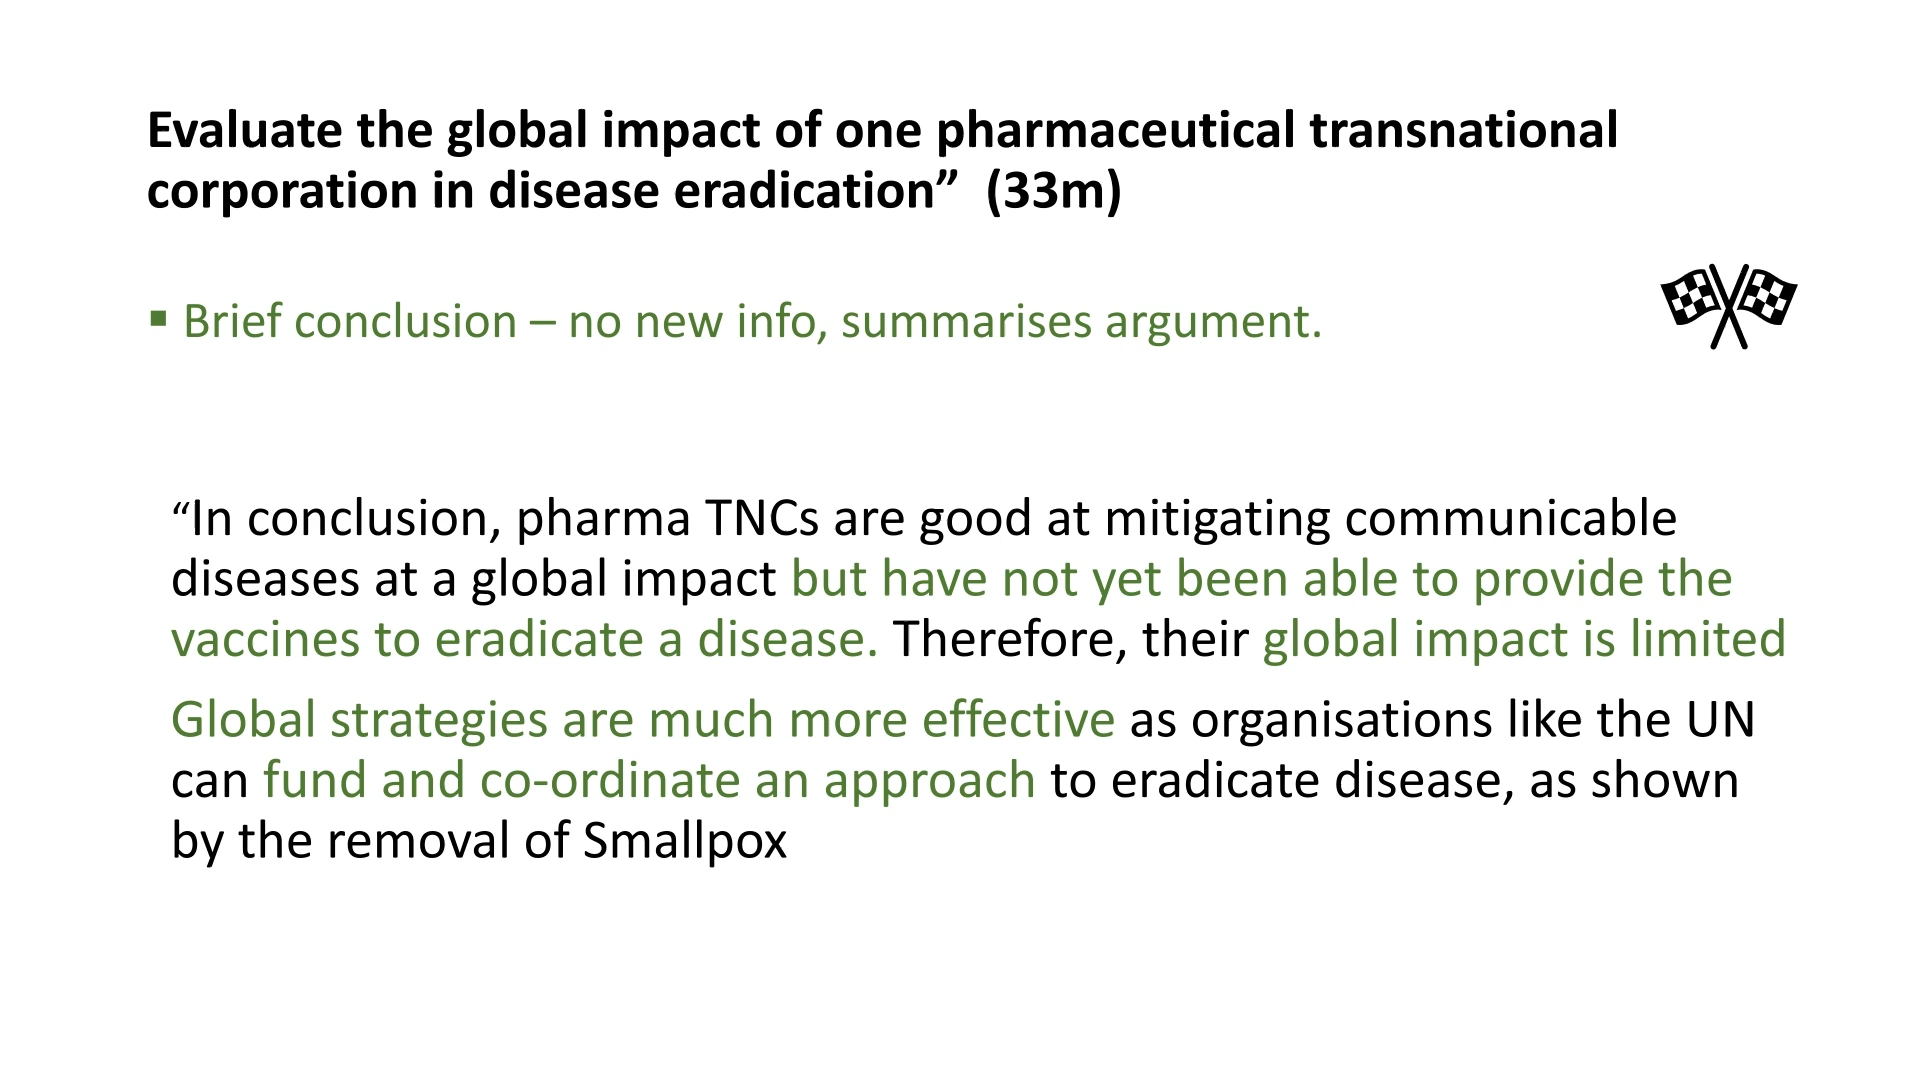 Evaluate the global impact of one pharmaceutical transnational
corporation in disease eradication”  (33m)
▪ Brief conclusion – no new info, summarises argument.
“In conclusion, pharma TNCs are good at mitigating communicable
diseases at a global impact but have not yet been able to provide the
vaccines to eradicate a disease. Therefore, their global impact is limited
Global strategies are much more effective as organisations like the UN
can fund and co-ordinate an approach to eradicate disease, as shown
by the removal of Smallpox